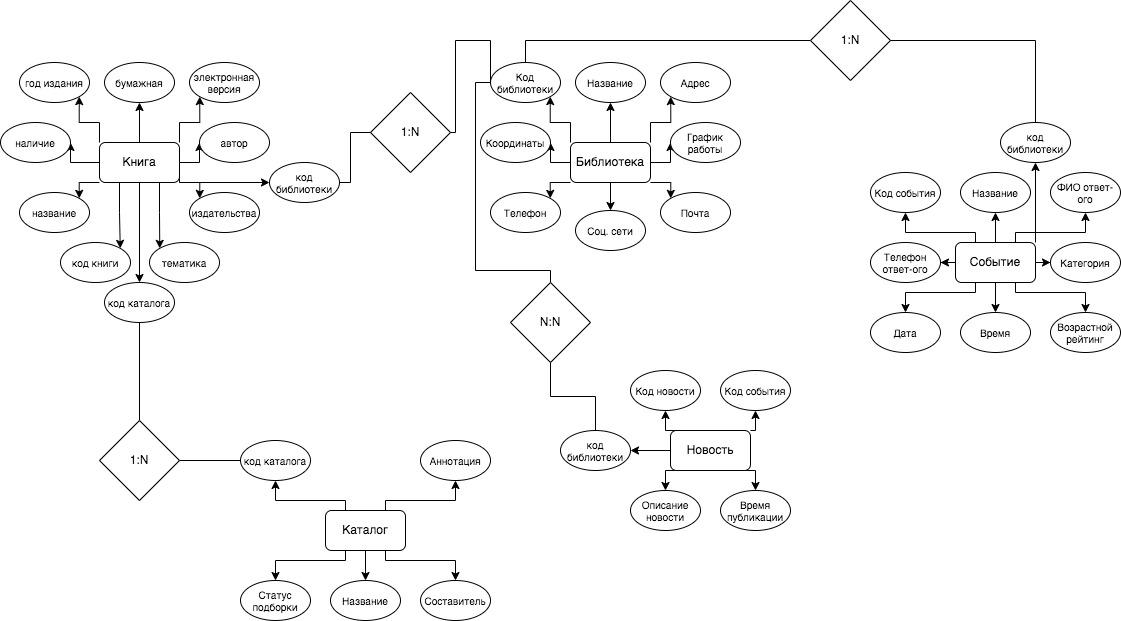 1:N
год издания
бумажная
электронная
версия
Код
библиотеки
Название
Адрес
наличие
Книга
автор
1:N
Координаты
Библиотека
График
работы
код
библиотеки
название
издательства
код
библиотеки
Телефон
Соц. сети
Почта
Код события
Название
ФИО ответ-
ого
код книги
тематика
Телефон
ответ-ого
Событие
Категория
код каталога
N:N
Дата
Время
Возрастной
рейтинг
Код новости
Код события
1:N
код каталога
Аннотация
код
библиотеки
Новость
Описание
новости
Время
публикации
Каталог
Статус
подборки
Название
Составитель